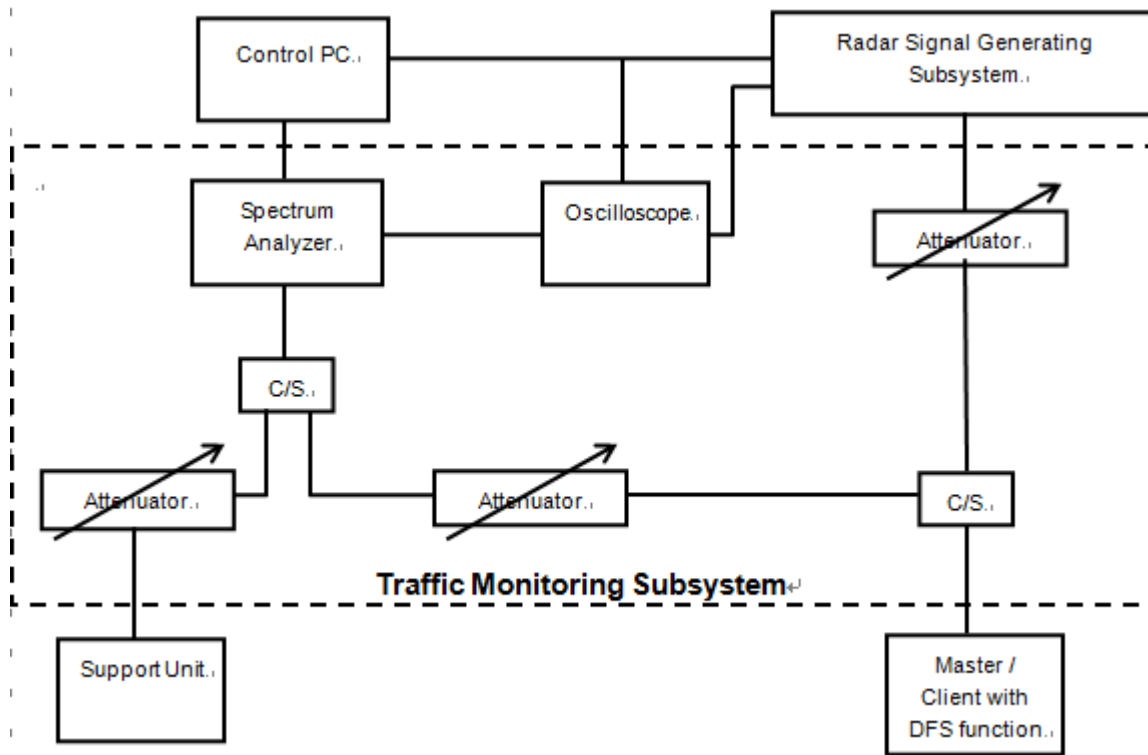 Control PC
Radar Signal Generating
Subsystem
Spectrum
Analyzer
Oscilloscope
Attenuator
C/S
Attenuator
Attenuator
C/S
Traffic Monitoring Subsystem
Support Unit
Master /
Client with
DFS function